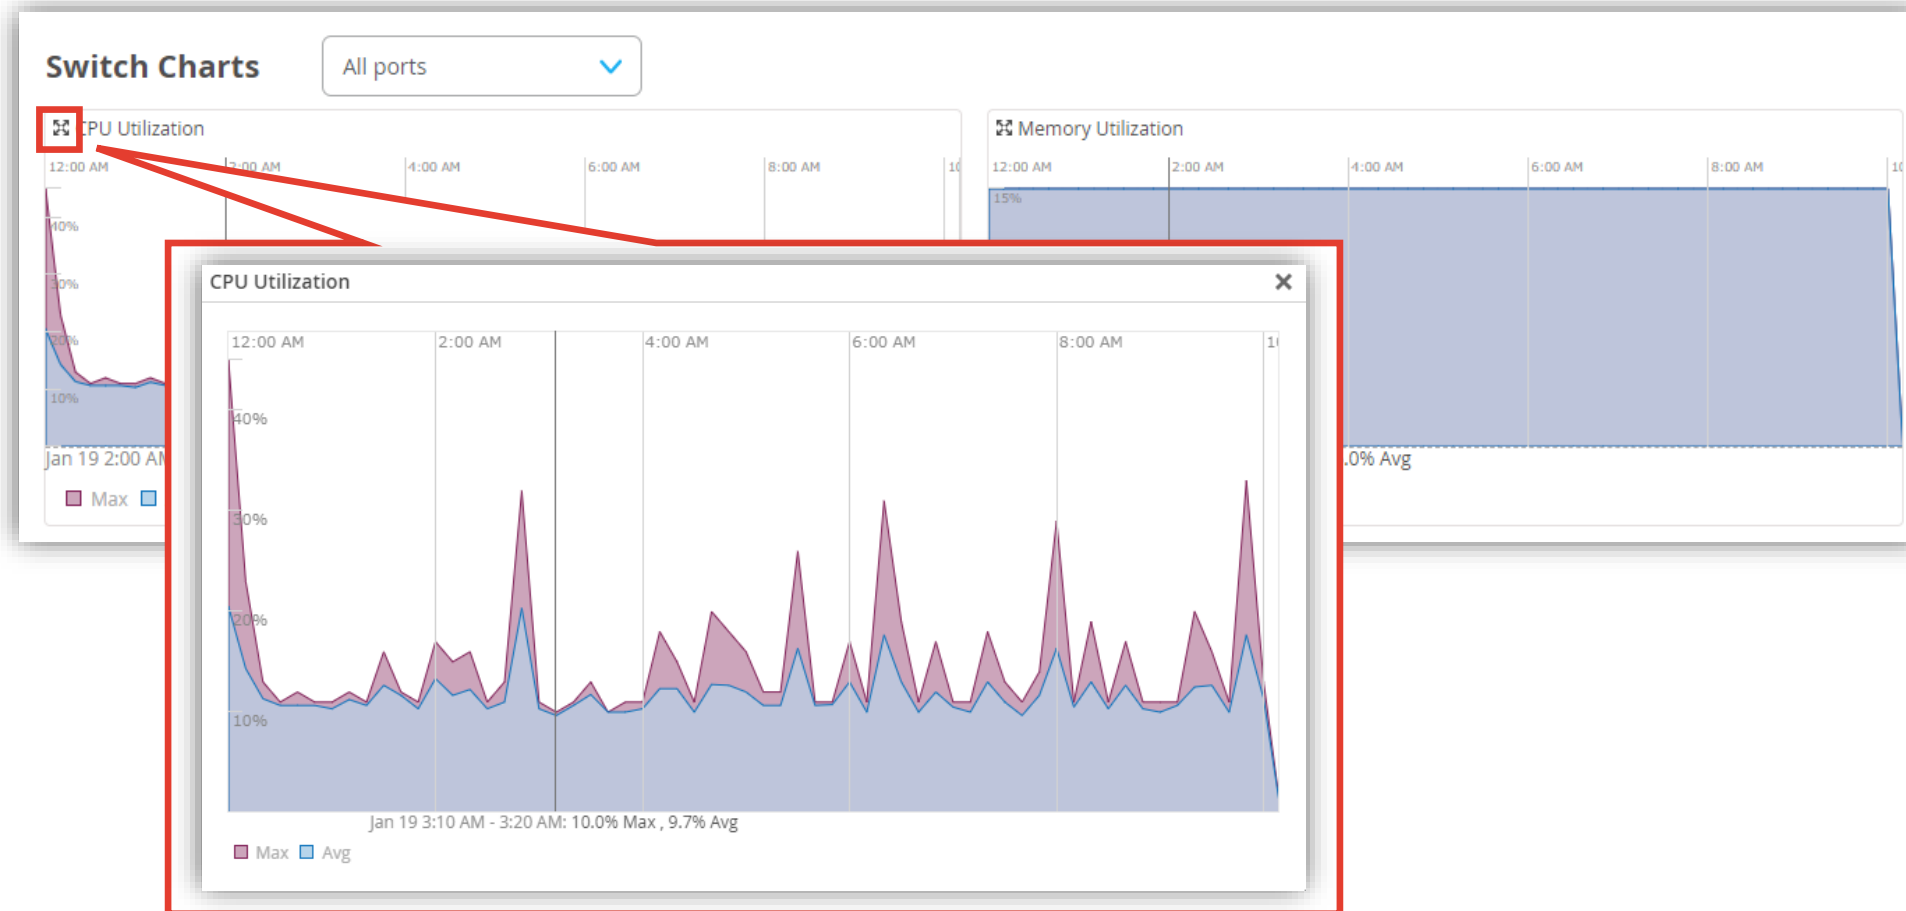 Switch Charts
All ports
CPU Utilization
12:00 AM 2:00 AM 4:00 AM 6:00 AM 8:00 AM 10
40%
30%
20%
10%
Jan 19 2:00 AM
Max
Memory Utilization
12:00 AM 2:00 AM 4:00 AM 6:00 AM 8:00 AM 10
15%
.0% Avg
CPU Utilization
12:00 AM 2:00 AM 4:00 AM 6:00 AM 8:00 AM 1
40%
30%
20%
10%
Jan 19 3:10 AM - 3:20 AM: 10.0% Max , 9.7% Avg
Max Avg